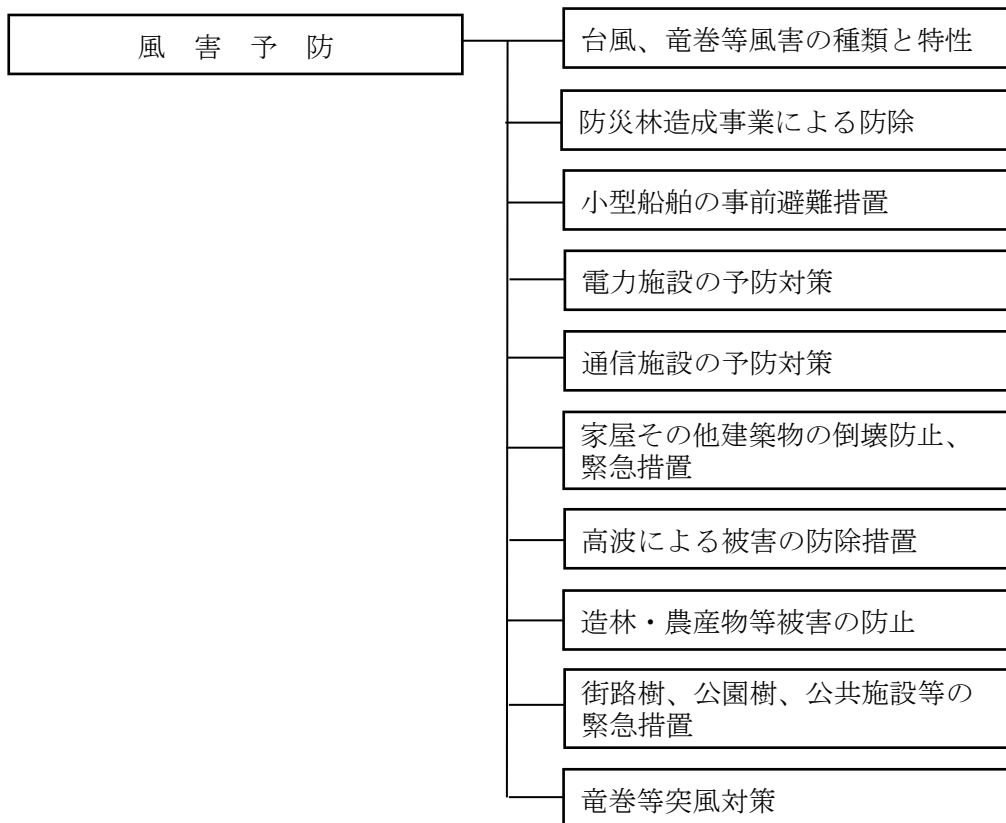 風 害 予 防
台風、竜巻等風害の種類と特性
防災林造成事業による防除
小型船舶の事前避難措置
電力施設の予防対策
通信施設の予防対策
家屋その他建築物の倒壊防止、
緊急措置
高波による被害の防除措置
造林・農産物等被害の防止
街路樹、公園樹、公共施設等の
緊急措置
竜巻等突風対策